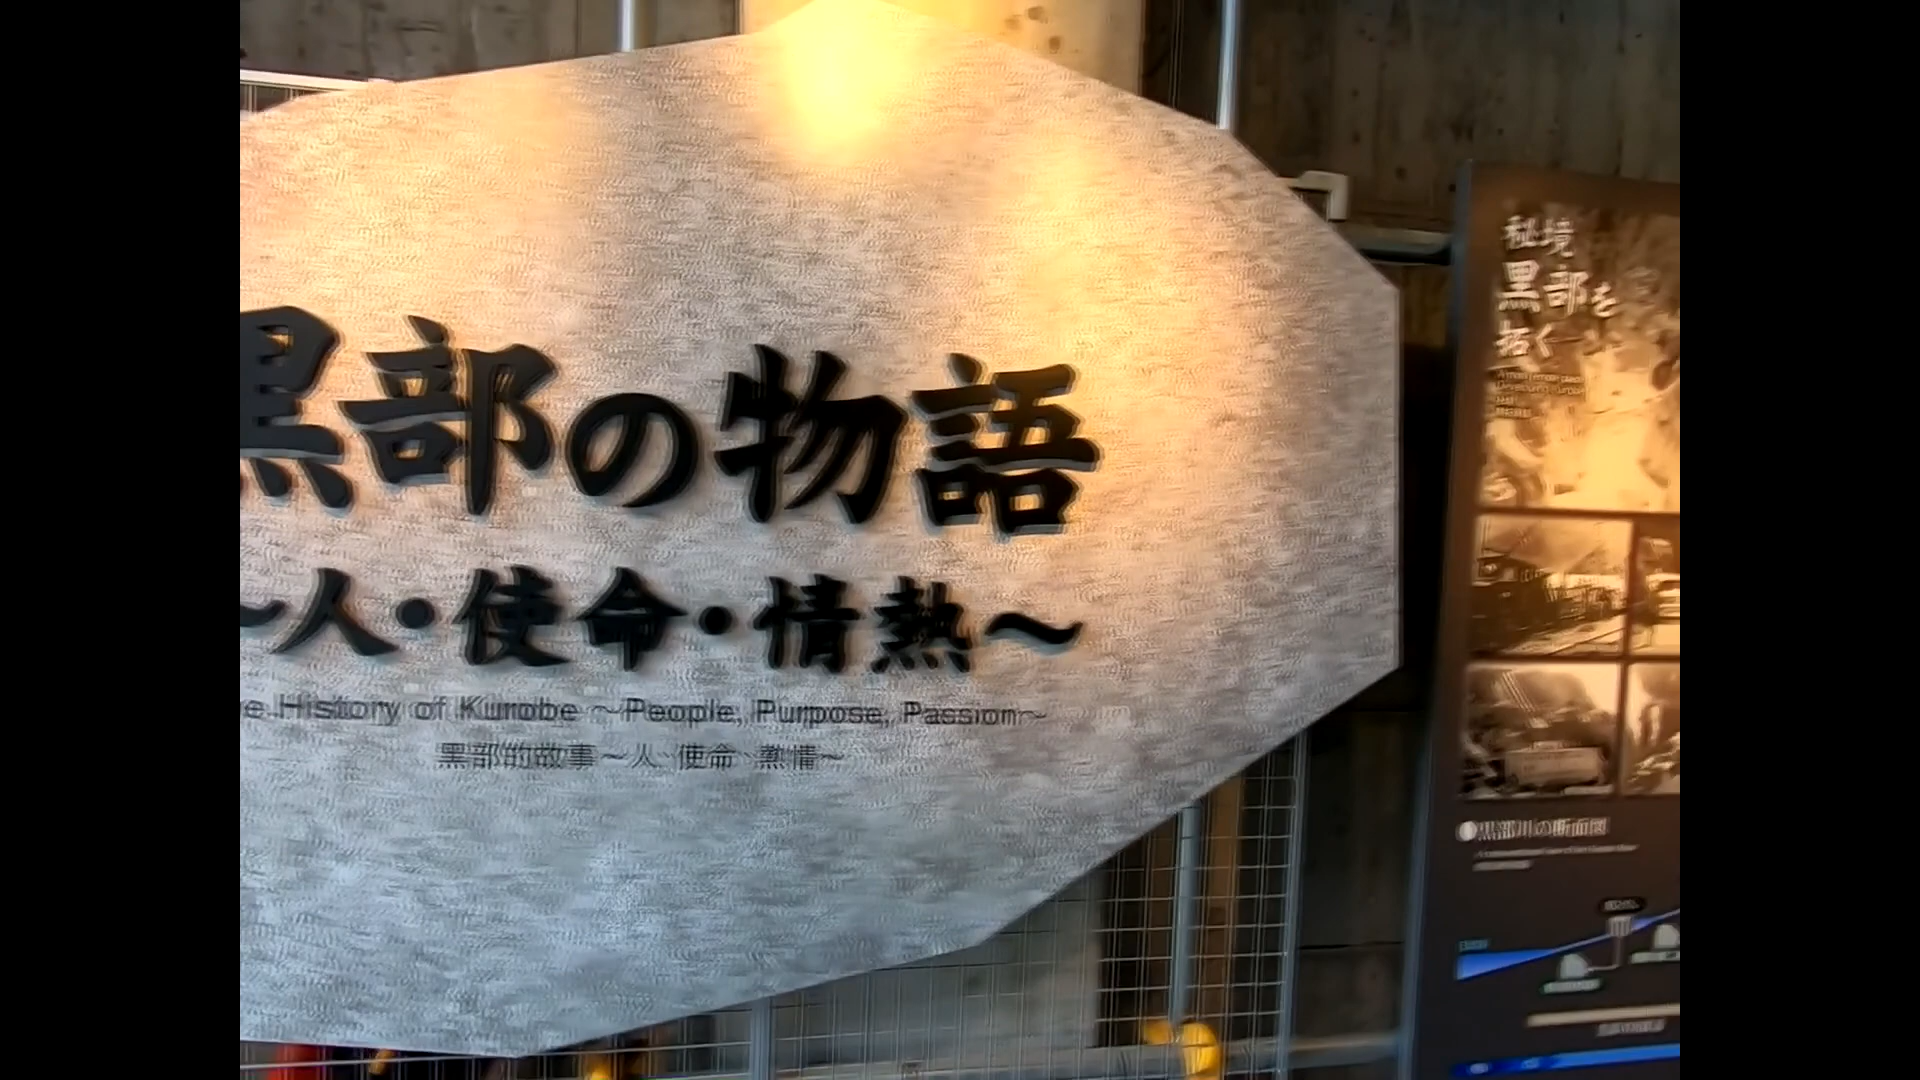 黒部の物語
~人・使命・情熱~
e History of Kurobe ~People, Purpose, Passion~
黒部的故事~人、使命、熱情~
秘境
黒部を
拓く
黒部川の断面図